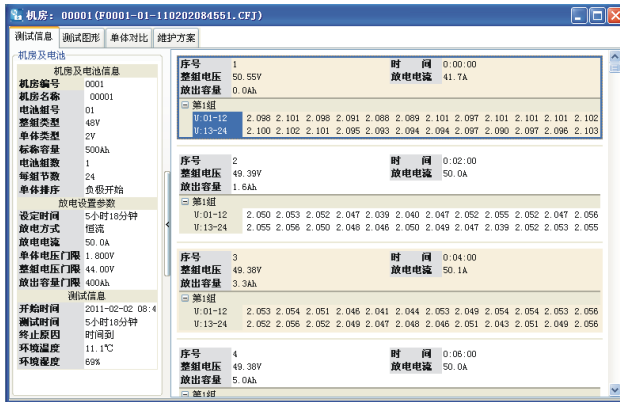 机房: 00001(F0001-01-110202084551.CFJ)
测试信息 测试图形 单体对比 维护方案
机房及电池
机房及电池信息
机房编号 0001
机房名称 00001
电池组号 01
整组类型 48V
单体类型 2V
标称容量 500Ah
电池组数 1
每组节数 24
单体排序 负极开始
放电设置参数
设定时间 5小时18分钟
放电方式 恒流
放电电流 50.0A
单体电压门限 1.800V
整组电压门限 44.00V
放出容量门限 400Ah
测试信息
开始时间 2011-02-02 08:4
测试时间 5小时18分钟
终止原因 时间到
环境温度 11.1℃
环境湿度 69%
序号 1 时 间 0:00:00
整组电压 50.55V 放电电流 41.7A
放出容量 0.0Ah
第1组
U:01-12 2.098 2.101 2.098 2.091 2.088 2.089 2.101 2.097 2.101 2.101 2.101 2.102
U:13-24 2.100 2.102 2.101 2.095 2.093 2.094 2.094 2.097 2.090 2.097 2.096 2.103
序号 2 时 间 0:02:00
整组电压 49.39V 放电电流 50.0A
放出容量 1.6Ah
第1组
U:01-12 2.050 2.053 2.052 2.047 2.039 2.040 2.047 2.052 2.055 2.052 2.047 2.056
U:13-24 2.055 2.056 2.050 2.048 2.046 2.050 2.049 2.047 2.039 2.052 2.053 2.055
序号 3 时 间 0:04:00
整组电压 49.38V 放电电流 50.1A
放出容量 3.3Ah
第1组
U:01-12 2.053 2.054 2.051 2.046 2.041 2.044 2.053 2.049 2.054 2.054 2.053 2.056
U:13-24 2.052 2.056 2.052 2.049 2.047 2.048 2.046 2.051 2.043 2.051 2.049 2.056
序号 4 时 间 0:06:00
整组电压 49.38V 放电电流 50.0A
放出容量 5.0Ah
第1组